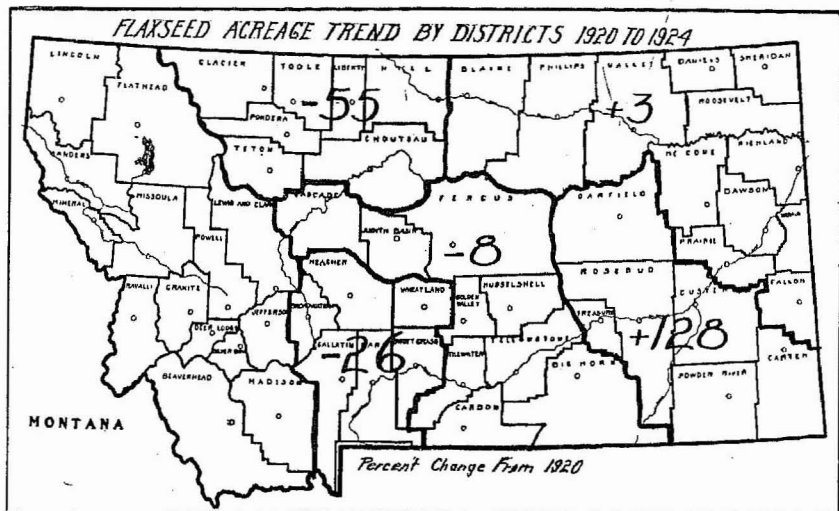 FLAXSEED ACREAGE TREND BY DISTRICTS 1920 TO 1924
LINCOLN
FLATHEAD
GLACIER
TOOLE
LIBERTY
HILL
BLAINE
PHILLIPS
VALLEY
DANIELS
SHERIDAN
PONDERA
55
+3
ROOSEVELT
TETON
CHOUTEAU
RICHLAND
SANDERS
MC CONE
MINERAL
MISSOULA
LEWIS AND CLARK
CASCADE
FERGUS
GARFIELD
DAWSON
POWELL
JUDITH BASIN
-8
PRAIRIE
MEAGHER
ROSEBUD
CUSTER
FALLON
RAVALLI
GRANITE
WHEATLAND
GOLDEN VALLEY
MUSSELSHELL
TREASURE
JEFFERSON
BROADWATER
DEER LODGE
GALLATIN
-26
SWEET GRASS
YELLOWSTONE
+128
CARTER
BIG HORN
POWDER RIVER
BEAVERHEAD
MADISON
CARBON
MONTANA
Percent Change From 1920